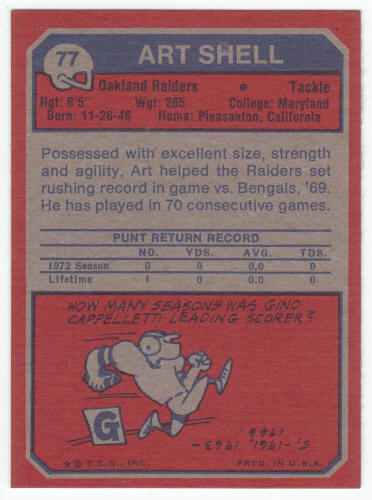 77
ART SHELL
Oakland Raiders • Tackle
Hgt: 6'5" Wgt: 265 College: Maryland
Born: 11-26-46 Home: Pleasanton, California
Possessed with excellent size, strength
and agility, Art helped the Raiders set
rushing record in game vs. Bengals, '69.
He has played in 70 consecutive games.
PUNT RETURN RECORD
NO. YDS. AVG. TDS.
1972 Season 0 0 0.0 0
Lifetime 1 0 0.0 0
HOW MANY SEASONS WAS GINO
CAPPELLETTI LEADING SCORER?
G
5,-1961, 1963-
1966.
★ © T.C.G., INC. PRTD. IN U.S.A.